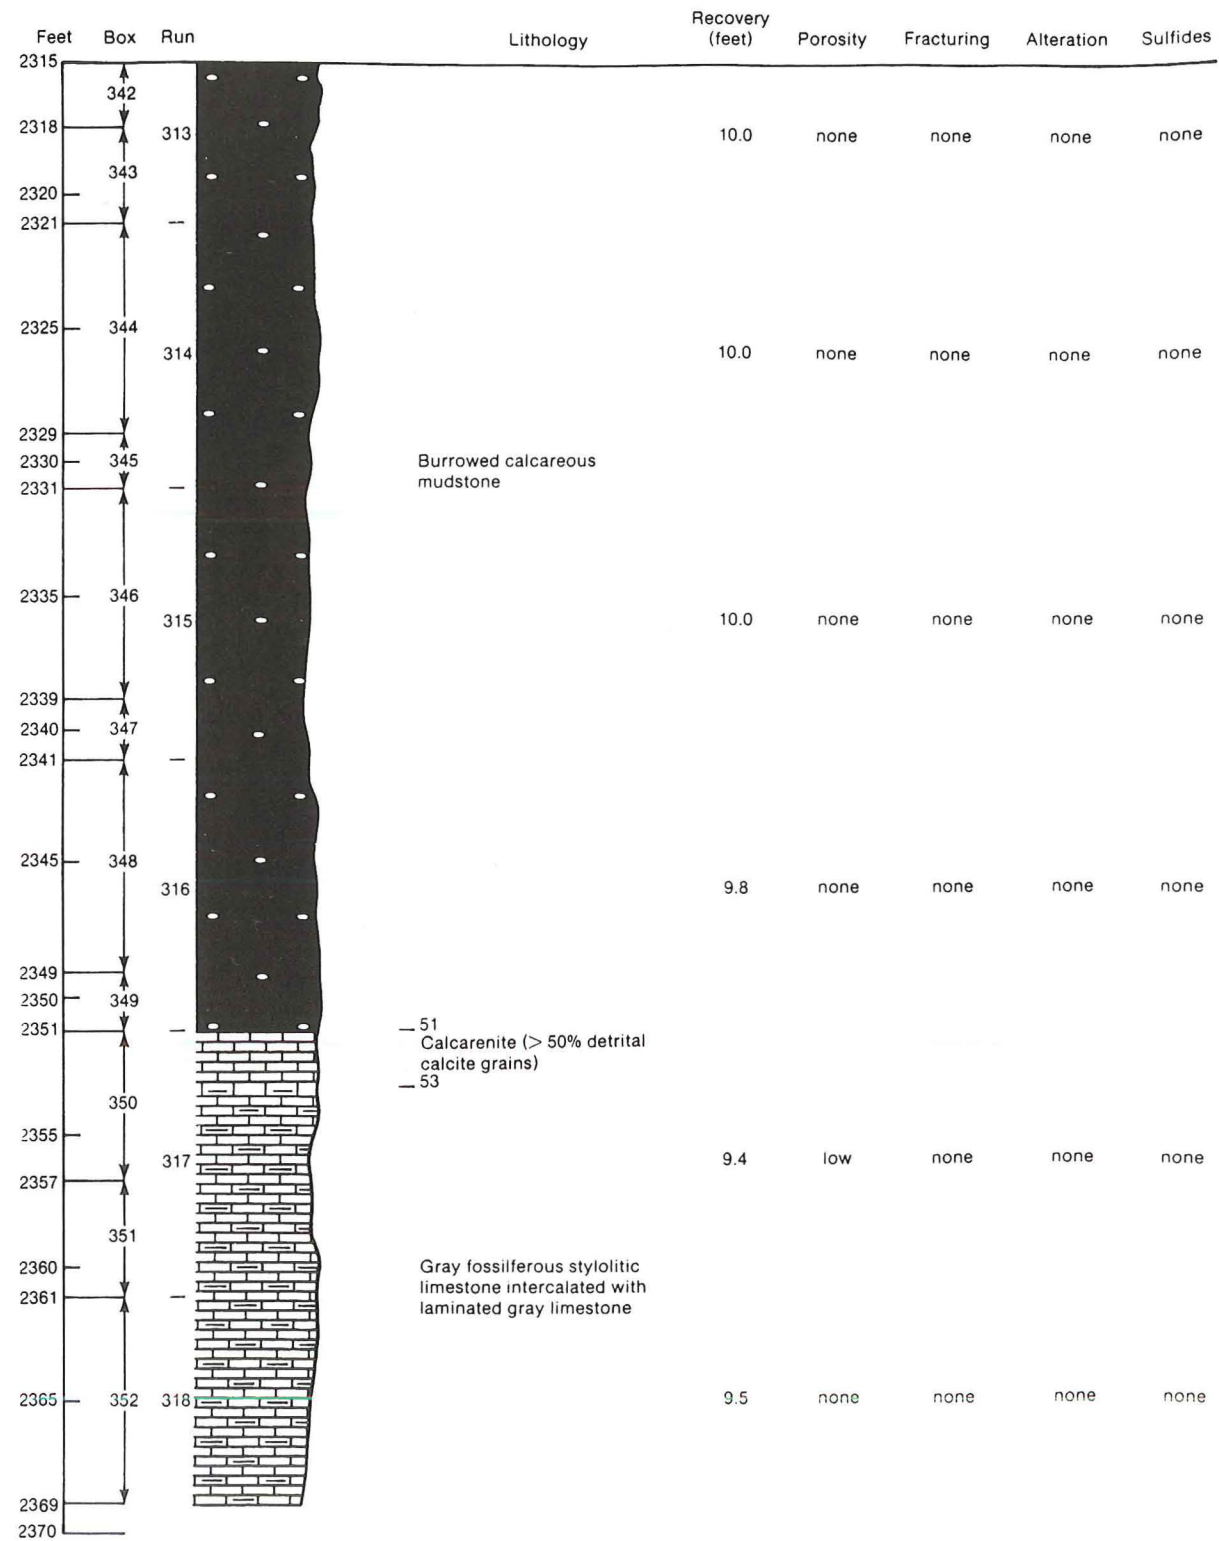 Feet Box Run Lithology Recovery (feet) Porosity Fracturing Alteration Sulfides
2315
342
2318
313 10.0 none none none none
343
2320
2321
2325 344
314 10.0 none none none none
2329
2330 345 Burrowed calcareous
2331 mudstone
2335 346
315 10.0 none none none none
2339
2340 347
2341
2345 348
316 9.8 none none none none
2349
2350 349
2351 51
Calcarenite (> 50% detrital
calcite grains)
53
350
2355
317 9.4 low none none none
2357
351
2360 Gray fossilferous stylolitic
limestone intercalated with
2361 laminated gray limestone
2365 352 318 9.5 none none none none
2369
2370